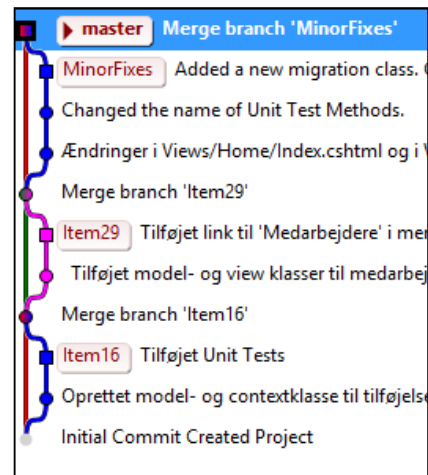 master Merge branch 'MinorFixes'
MinorFixes Added a new migration class.
Changed the name of Unit Test Methods.
Ændringer i Views/Home/Index.cshtml og i
Merge branch 'Item29'
Item29 Tilføjet link til 'Medarbejdere' i
Tilføjet model- og view klasser til
Merge branch 'Item16'
Item16 Tilføjet Unit Tests
Oprettet model- og contextklasse til
Initial Commit Created Project